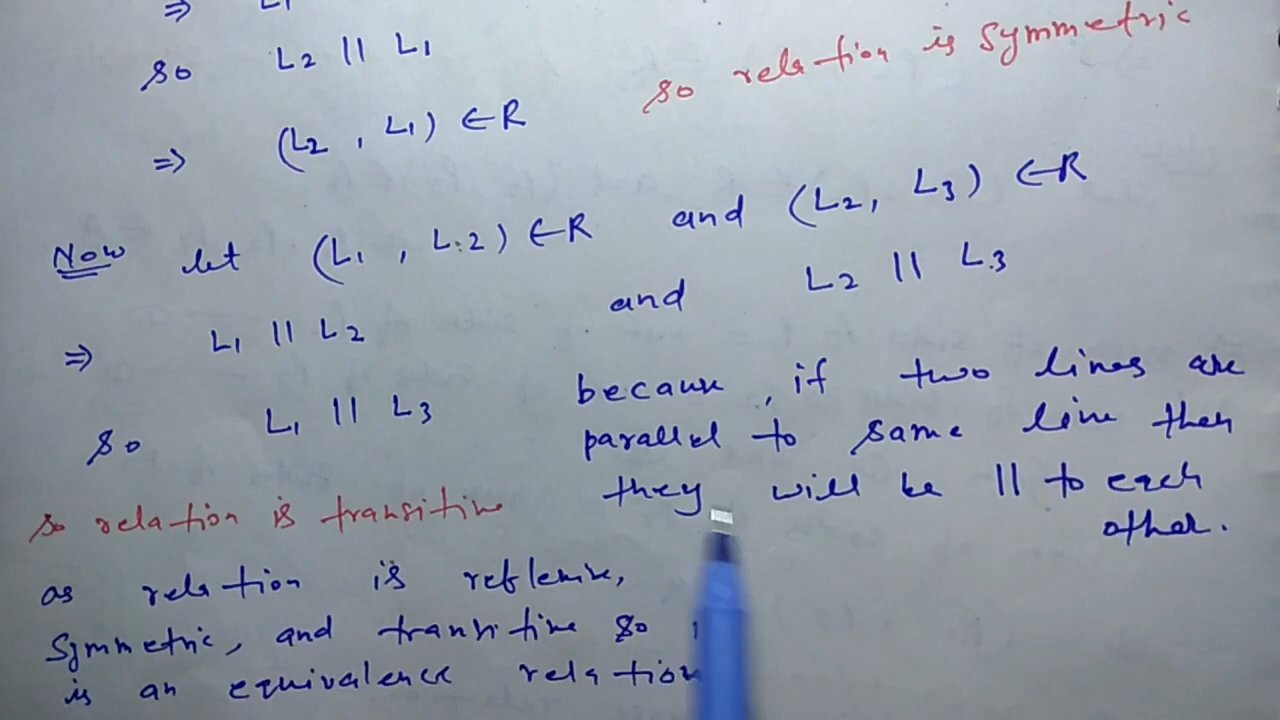 ⇒ L1
so L2 || L1
so relation is symmetric
⇒ (L2 , L1) ∈ R
Now let (L1 , L2) ∈ R and (L2, L3) ∈ R
⇒ L1 || L2 and L2 || L3
so L1 || L3 because, if two lines are
parallel to same line then
they will be || to each
other.
so relation is transitive
as relation is reflexive,
Symmetric, and transitive so
is an equivalence relation